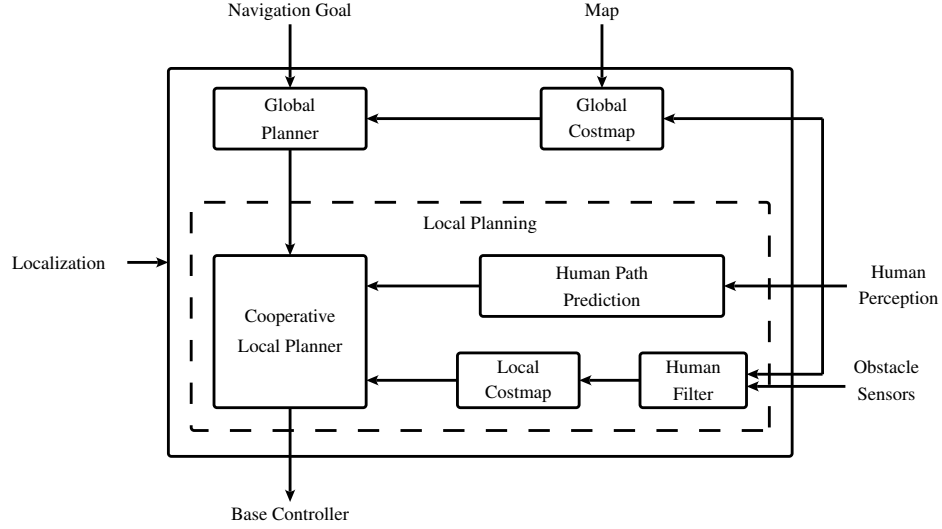 Navigation Goal
Map
Global
Planner
Global
Costmap
Local Planning
Localization
Human Path
Prediction
Human
Perception
Cooperative
Local Planner
Local
Costmap
Human
Filter
Obstacle
Sensors
Base Controller